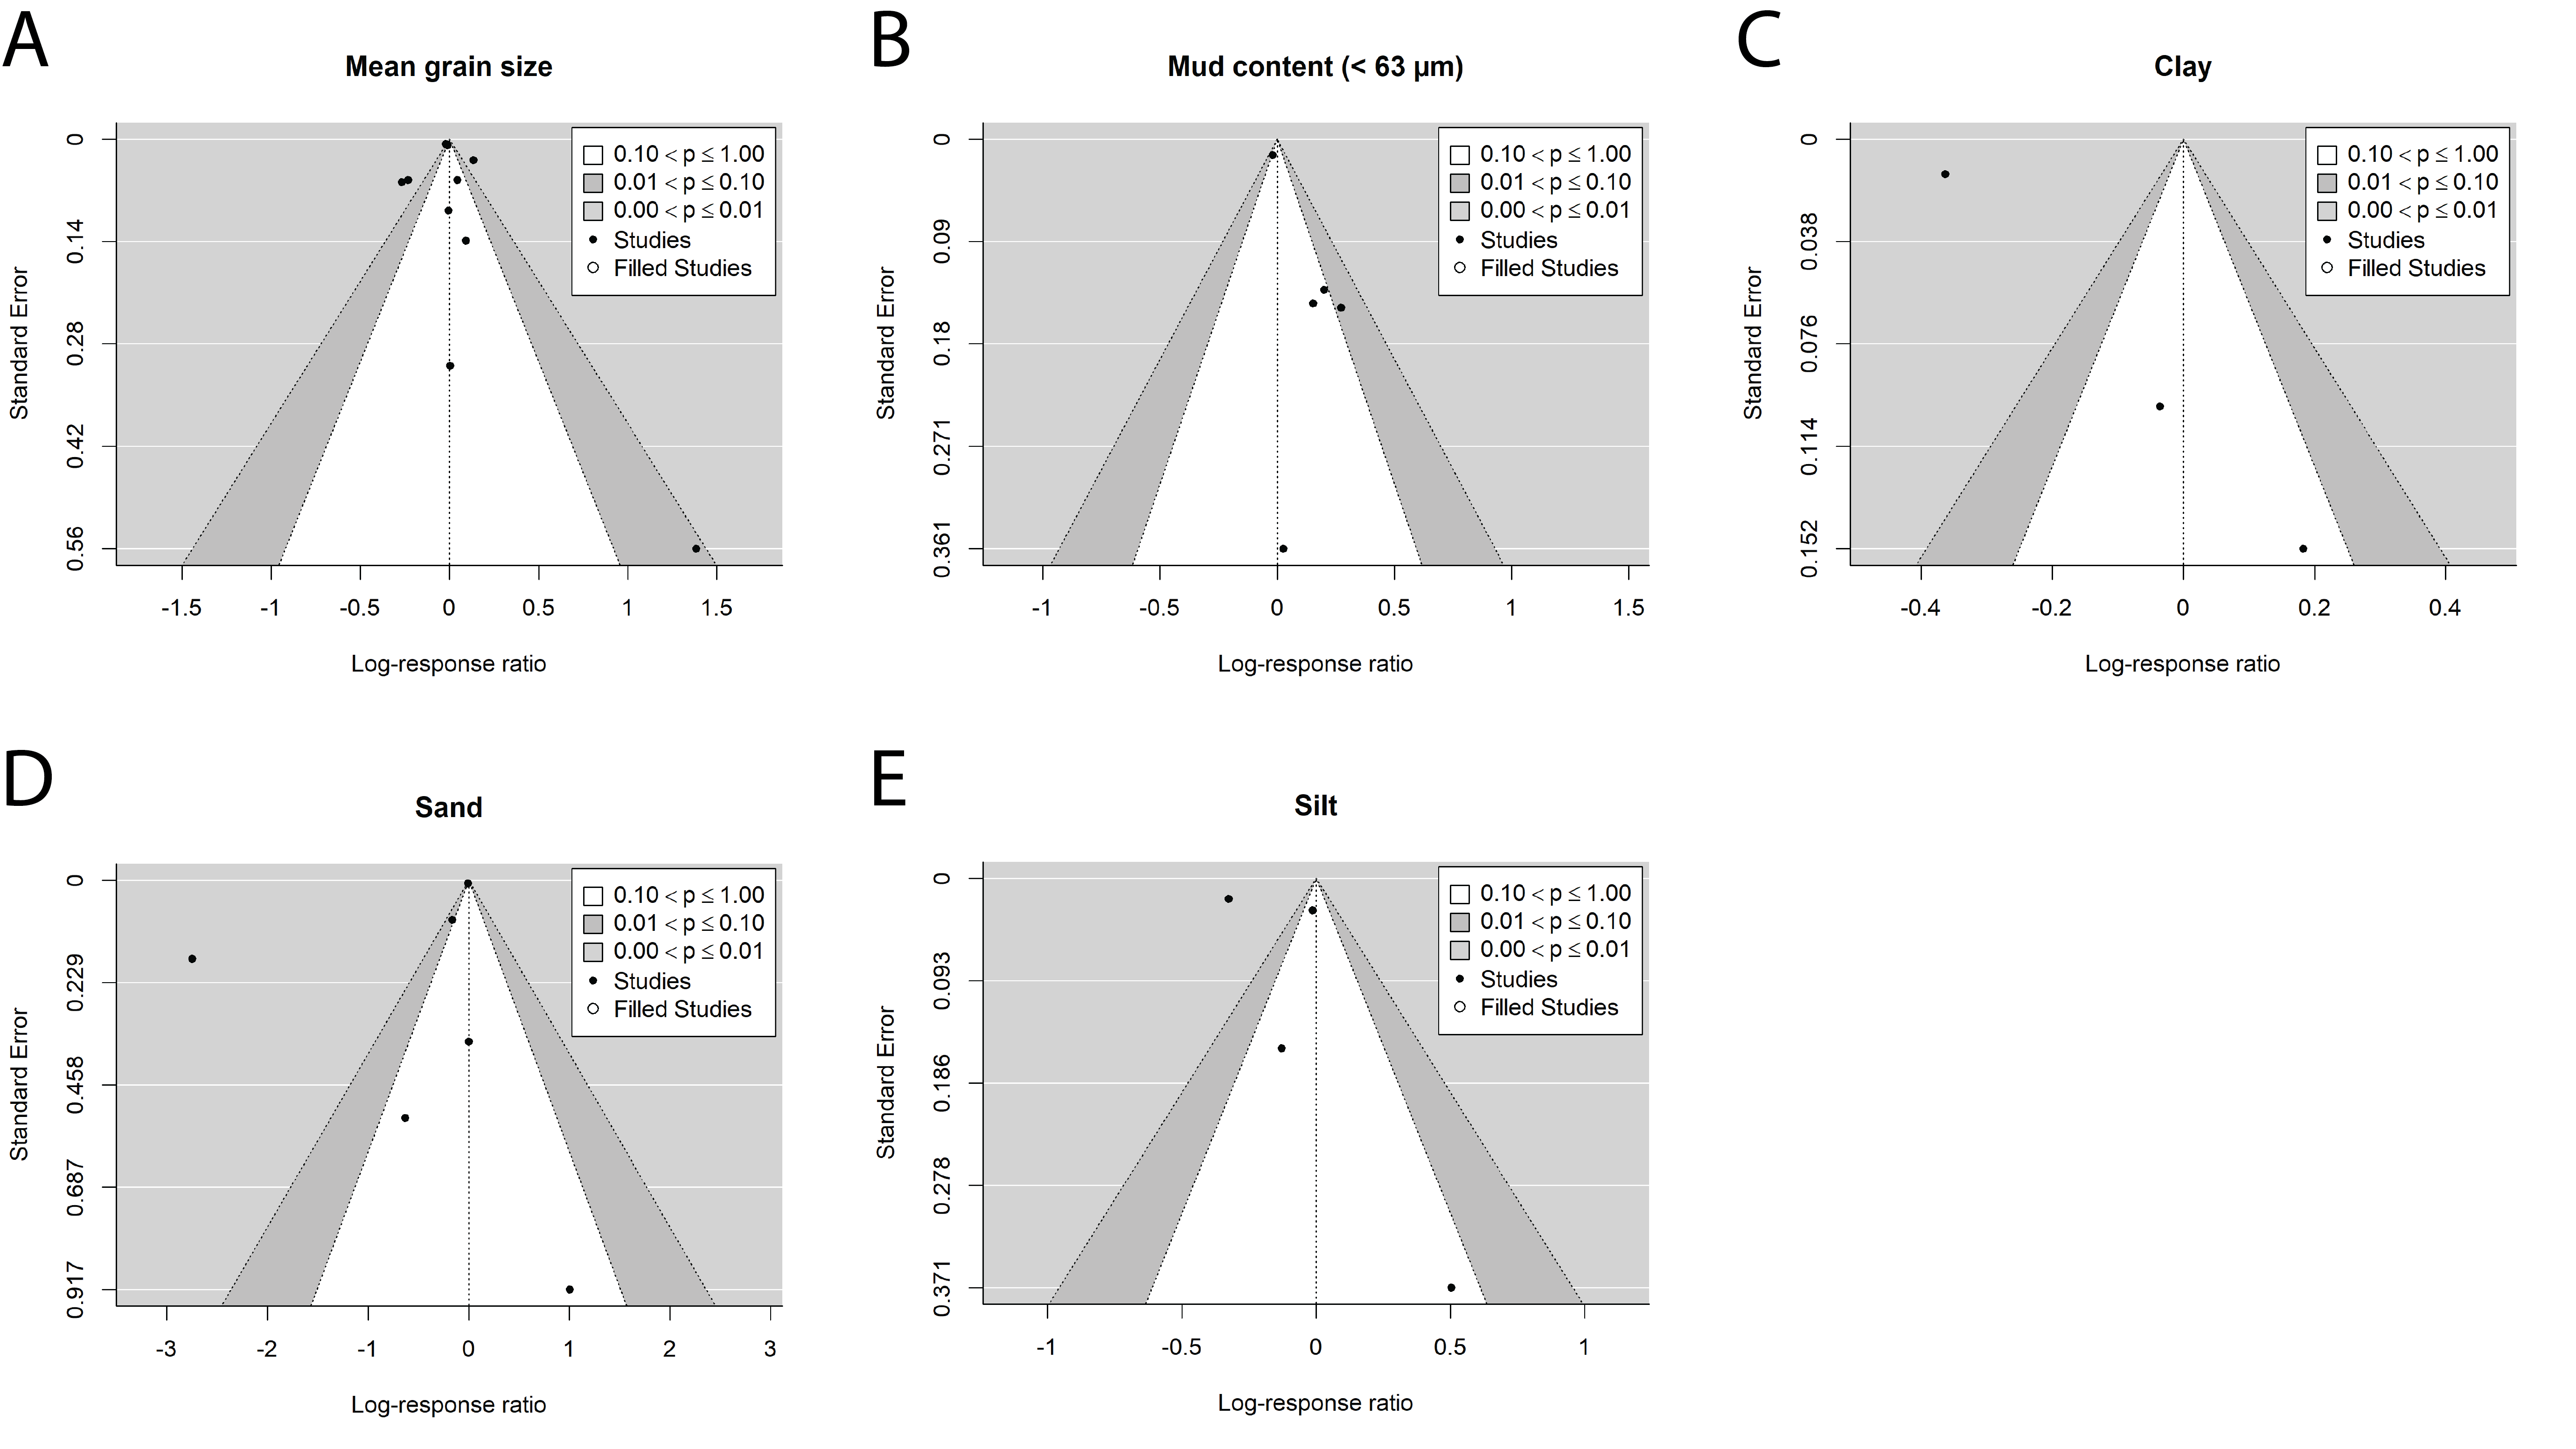 A
Mean grain size
0.10 < p ≤ 1.00
0.01 < p ≤ 0.10
0.00 < p ≤ 0.01
Studies
Filled Studies
Standard Error
0
0.14
0.28
0.42
0.56
-1.5 -1 -0.5 0 0.5 1 1.5
Log-response ratio
B
Mud content (< 63 µm)
0.10 < p ≤ 1.00
0.01 < p ≤ 0.10
0.00 < p ≤ 0.01
Studies
Filled Studies
Standard Error
0
0.09
0.18
0.271
0.361
-1 -0.5 0 0.5 1 1.5
Log-response ratio
C
Clay
0.10 < p ≤ 1.00
0.01 < p ≤ 0.10
0.00 < p ≤ 0.01
Studies
Filled Studies
Standard Error
0
0.038
0.076
0.114
0.152
-0.4 -0.2 0 0.2 0.4
Log-response ratio
D
Sand
0.10 < p ≤ 1.00
0.01 < p ≤ 0.10
0.00 < p ≤ 0.01
Studies
Filled Studies
Standard Error
0
0.229
0.458
0.687
0.917
-3 -2 -1 0 1 2 3
Log-response ratio
E
Silt
0.10 < p ≤ 1.00
0.01 < p ≤ 0.10
0.00 < p ≤ 0.01
Studies
Filled Studies
Standard Error
0
0.093
0.186
0.278
0.371
-1 -0.5 0 0.5 1
Log-response ratio